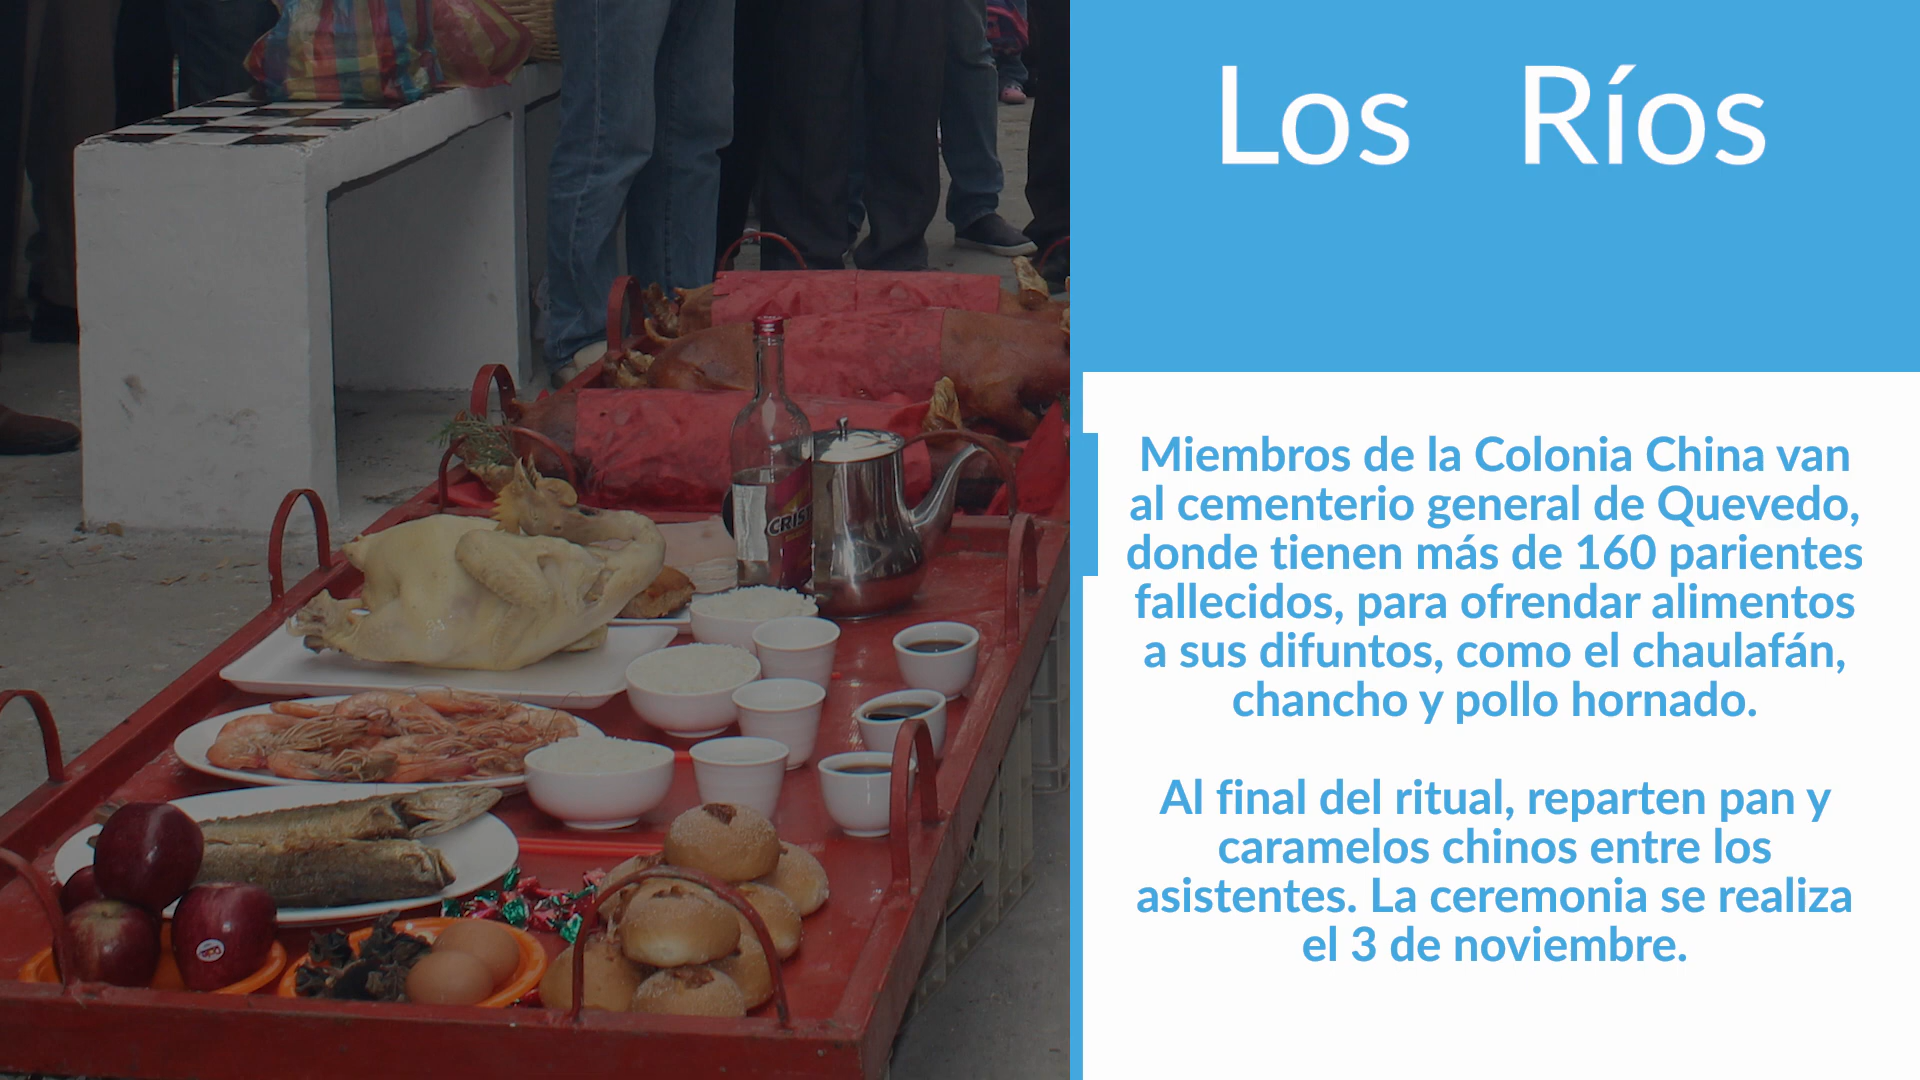 Los Ríos
Miembros de la Colonia China van
al cementerio general de Quevedo,
donde tienen más de 160 parientes
fallecidos, para ofrendar alimentos
a sus difuntos, como el chaulafán,
chancho y pollo hornado.
Al final del ritual, reparten pan y
caramelos chinos entre los
asistentes. La ceremonia se realiza
el 3 de noviembre.
CRIST